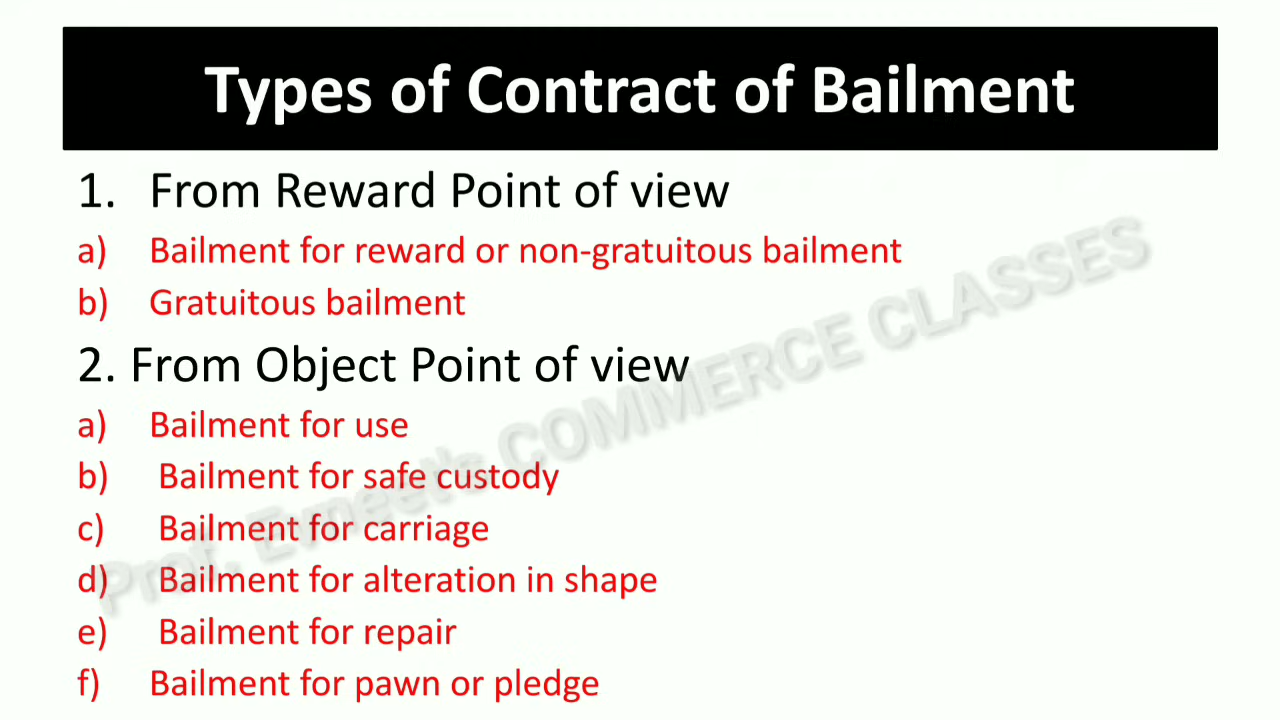 Types of Contract of Bailment
1. From Reward Point of view
a) Bailment for reward or non-gratuitous bailment
b) Gratuitous bailment
2. From Object Point of view
a) Bailment for use
b) Bailment for safe custody
c) Bailment for carriage
d) Bailment for alteration in shape
e) Bailment for repair
f) Bailment for pawn or pledge
Prof. Evneet's COMMERCE CLASSES